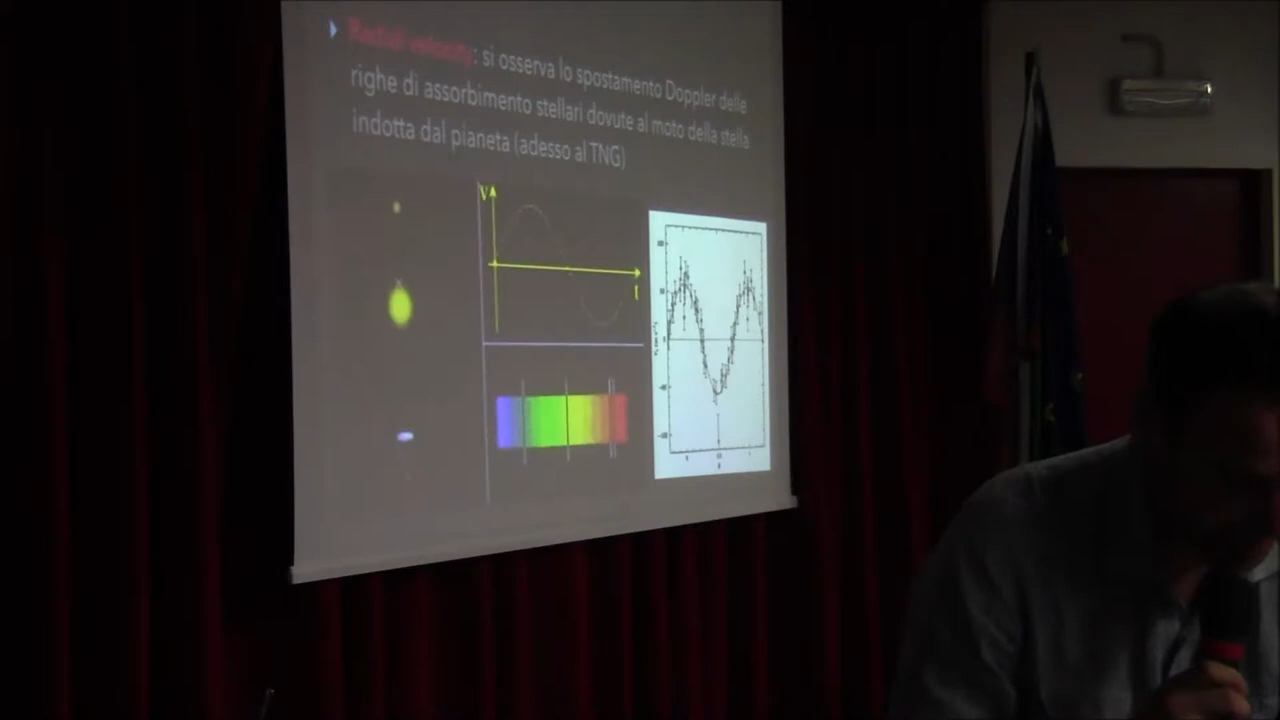 Radial velocity: si osserva lo spostamento Doppler delle
righe di assorbimento stellari dovute al moto della stella
indotta dal pianeta (adesso al TNG)
V
t